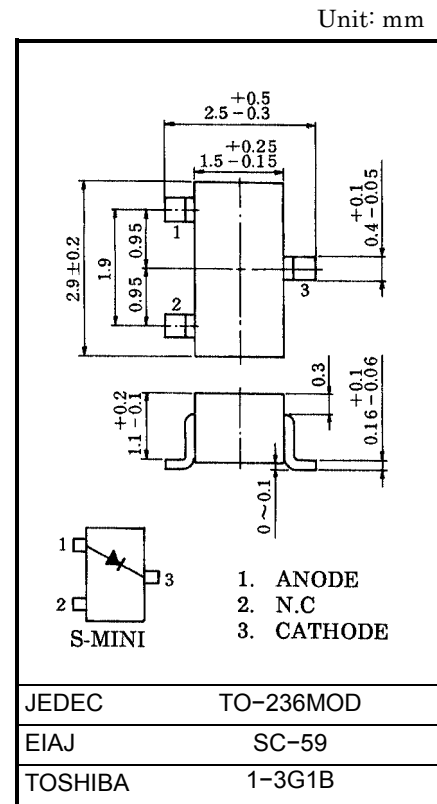 Unit: mm
+0.5
2.5 −0.3
+0.25
1.5 −0.15
2.9 ±0.2
1.9
0.95
0.95
1
2
3
+0.1
0.4 −0.05
+0.2
1.1 −0.1
0.3
+0.1
0.16 −0.06
0 ~ 0.1
1
2
3
S-MINI
1. ANODE
2. N.C
3. CATHODE
JEDEC TO−236MOD
EIAJ SC−59
TOSHIBA 1−3G1B